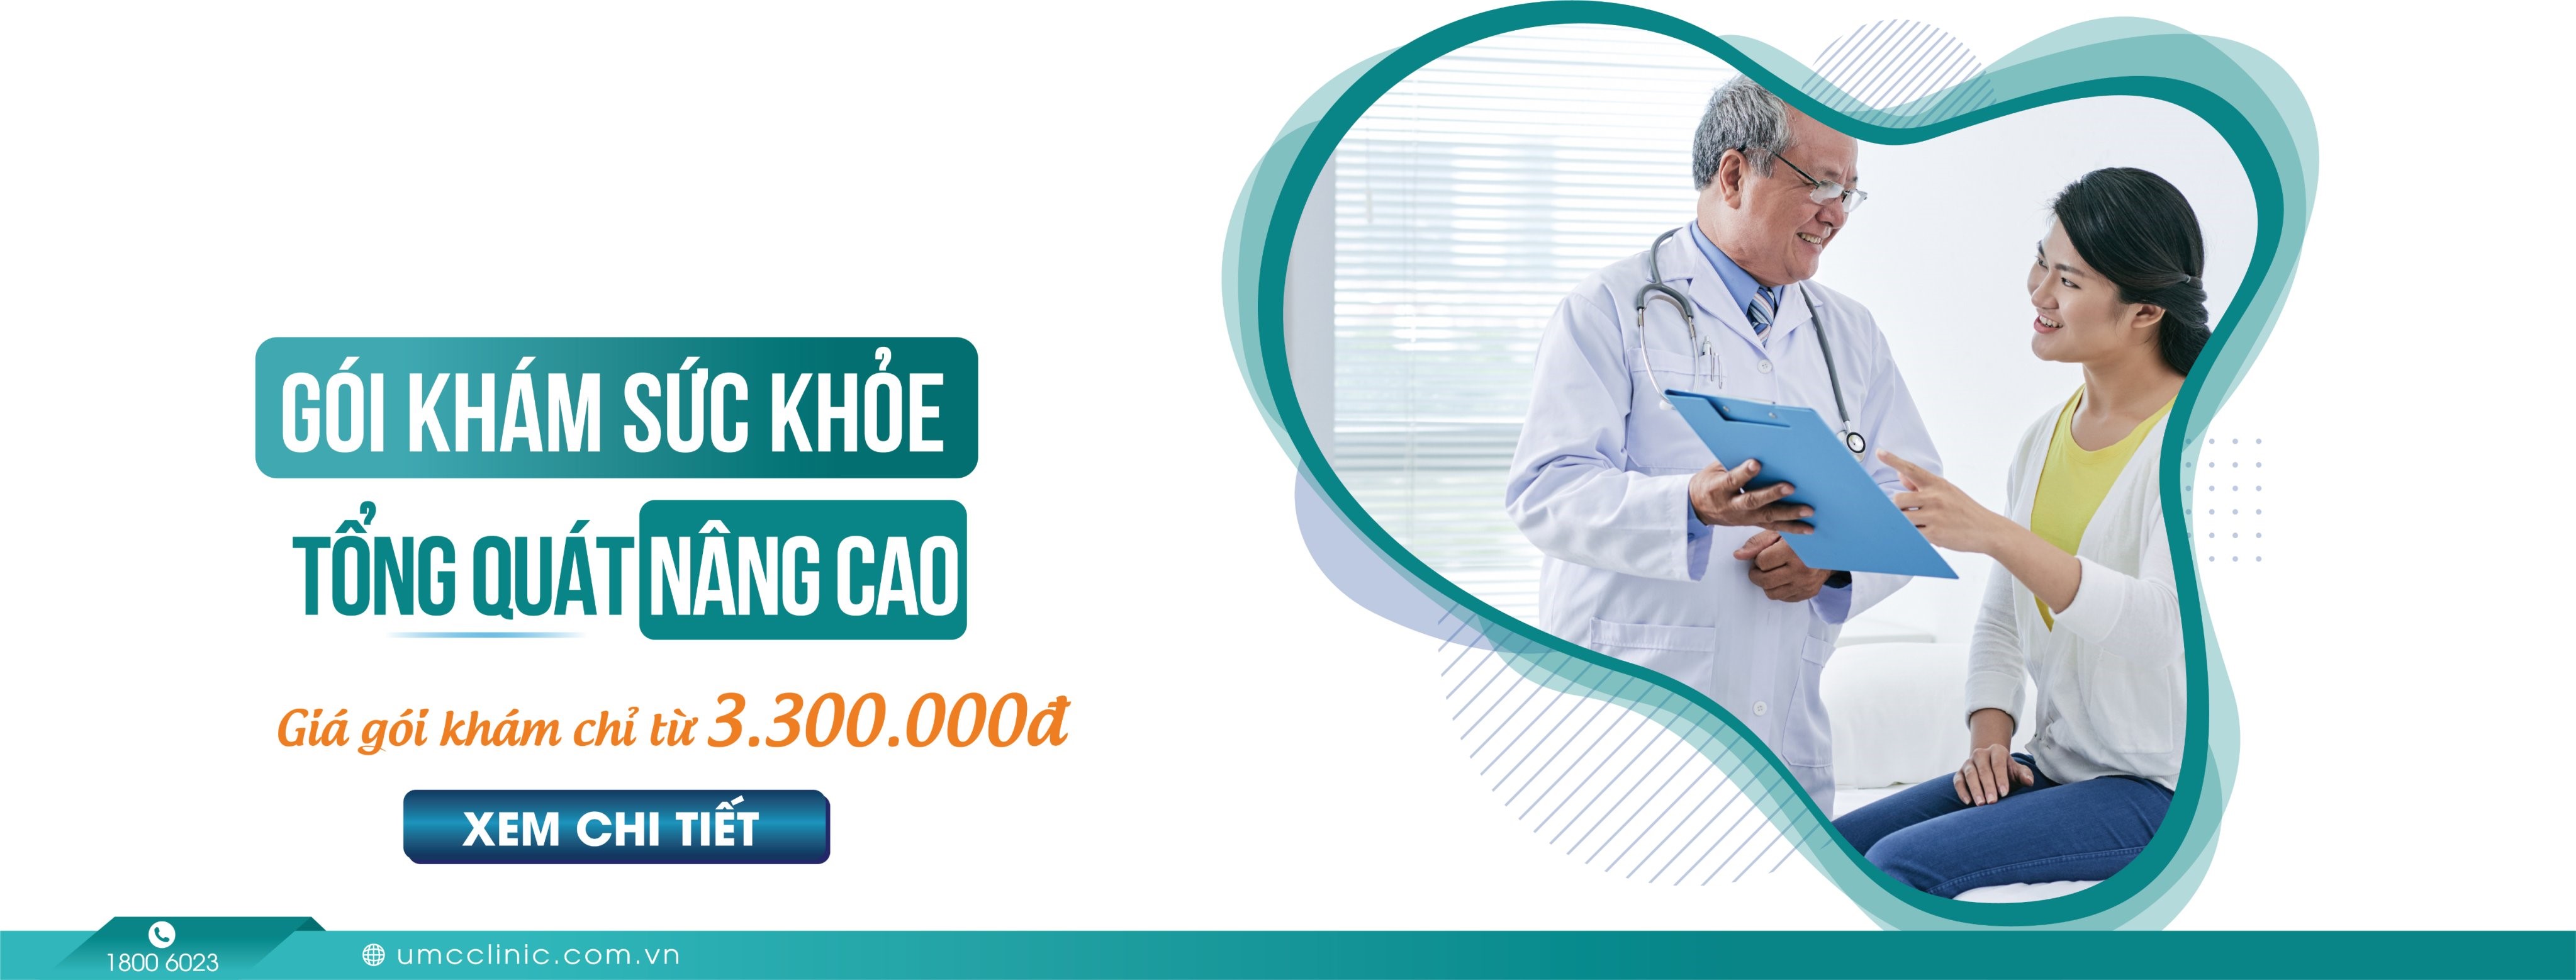 GÓI KHÁM SỨC KHỎE
TỔNG QUÁT NÂNG CAO
Giá gói khám chỉ từ 3.300.000đ
XEM CHI TIẾT
1800 6023
umcclinic.com.vn